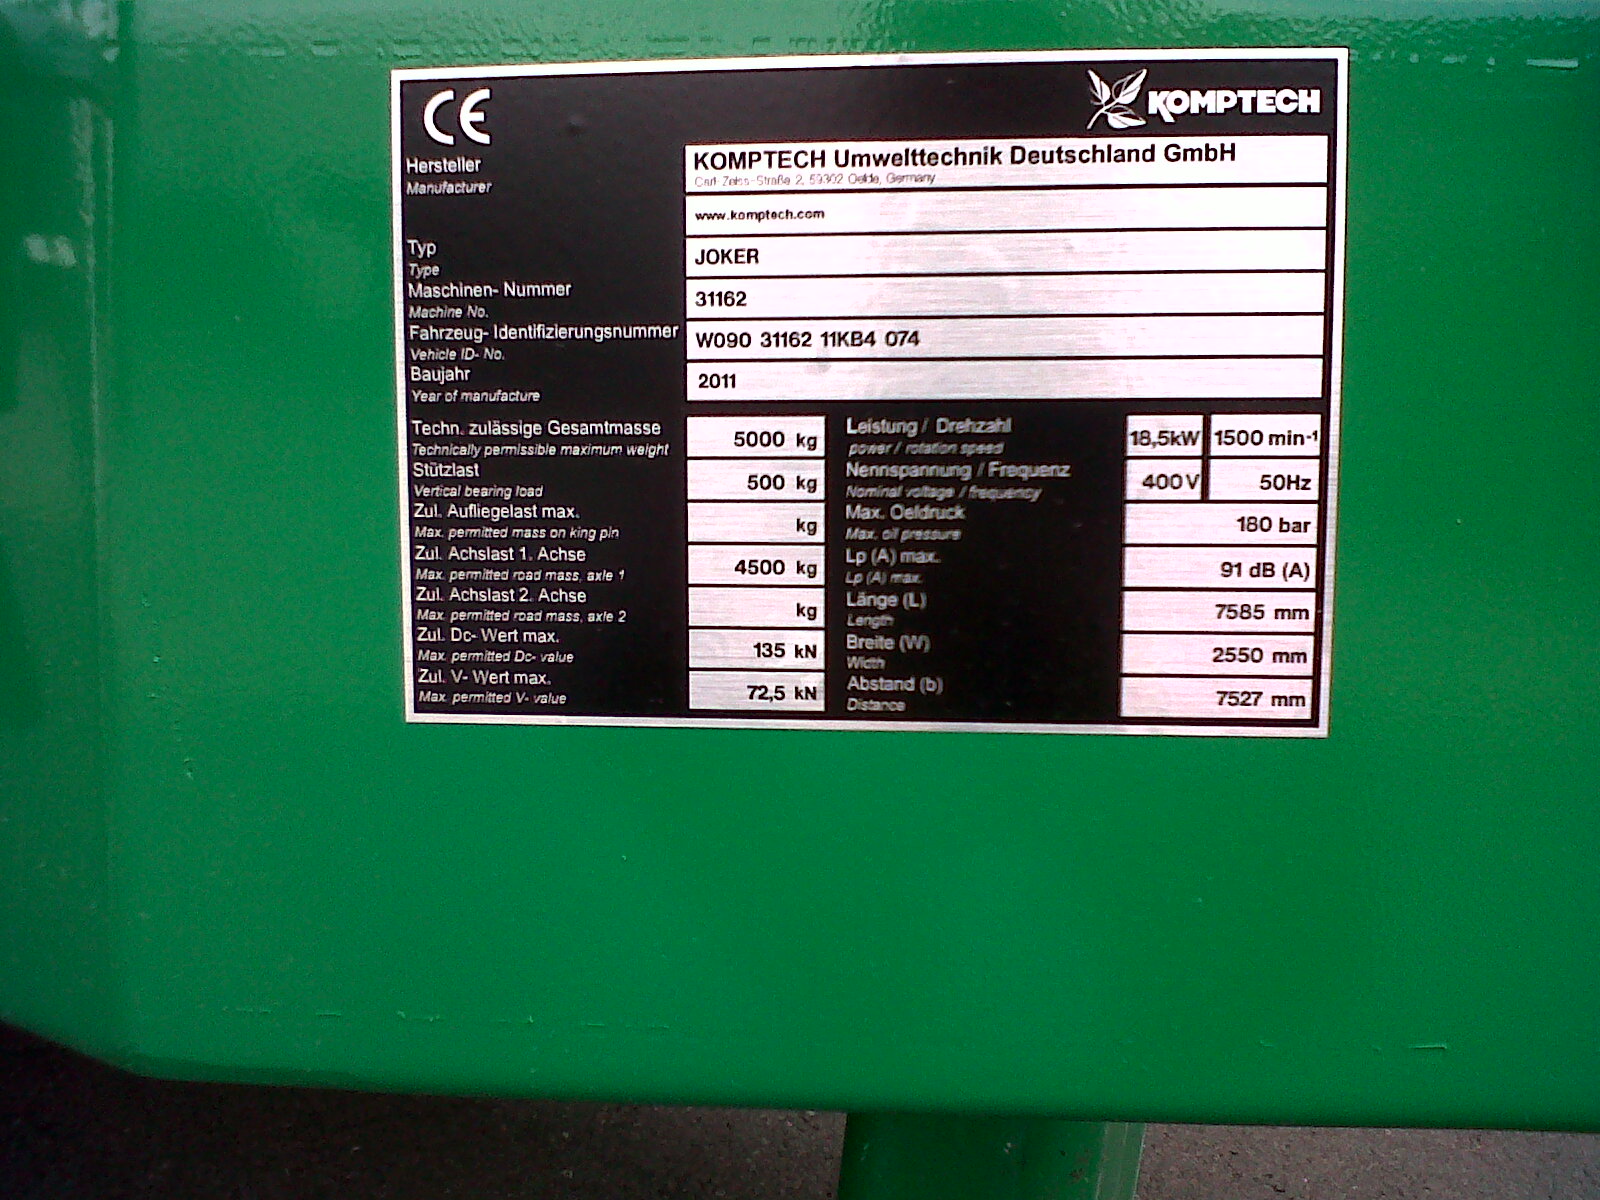 CE
KOMPTECH
Hersteller
Manufacturer
KOMPTECH Umwelttechnik Deutschland GmbH
Carl-Zeiss-Straße 2, 59302 Oelde, Germany
www.komptech.com
Typ
Type
JOKER
Maschinen- Nummer
Machine No.
31162
Fahrzeug- Identifizierungsnummer
Vehicle ID- No.
W090 31162 11KB4 074
Baujahr
Year of manufacture
2011
Techn. zulässige Gesamtmasse
Technically permissible maximum weight
5000 kg
Stützlast
Vertical bearing load
500 kg
Zul. Aufliegelast max.
Max. permitted mass on king pin
kg
Zul. Achslast 1. Achse
Max. permitted road mass, axle 1
4500 kg
Zul. Achslast 2. Achse
Max. permitted road mass, axle 2
kg
Zul. Dc- Wert max.
Max. permitted Dc- value
135 kN
Zul. V- Wert max.
Max. permitted V- value
72,5 kN
Leistung / Drehzahl
power / rotation speed
18,5kW 1500 min-1
Nennspannung / Frequenz
Nominal voltage / frequency
400V 50Hz
Max. Oeldruck
Max. oil pressure
180 bar
Lp (A) max.
Lp (A) max.
91 dB (A)
Länge (L)
Length
7585 mm
Breite (W)
Width
2550 mm
Abstand (b)
Distance
7527 mm